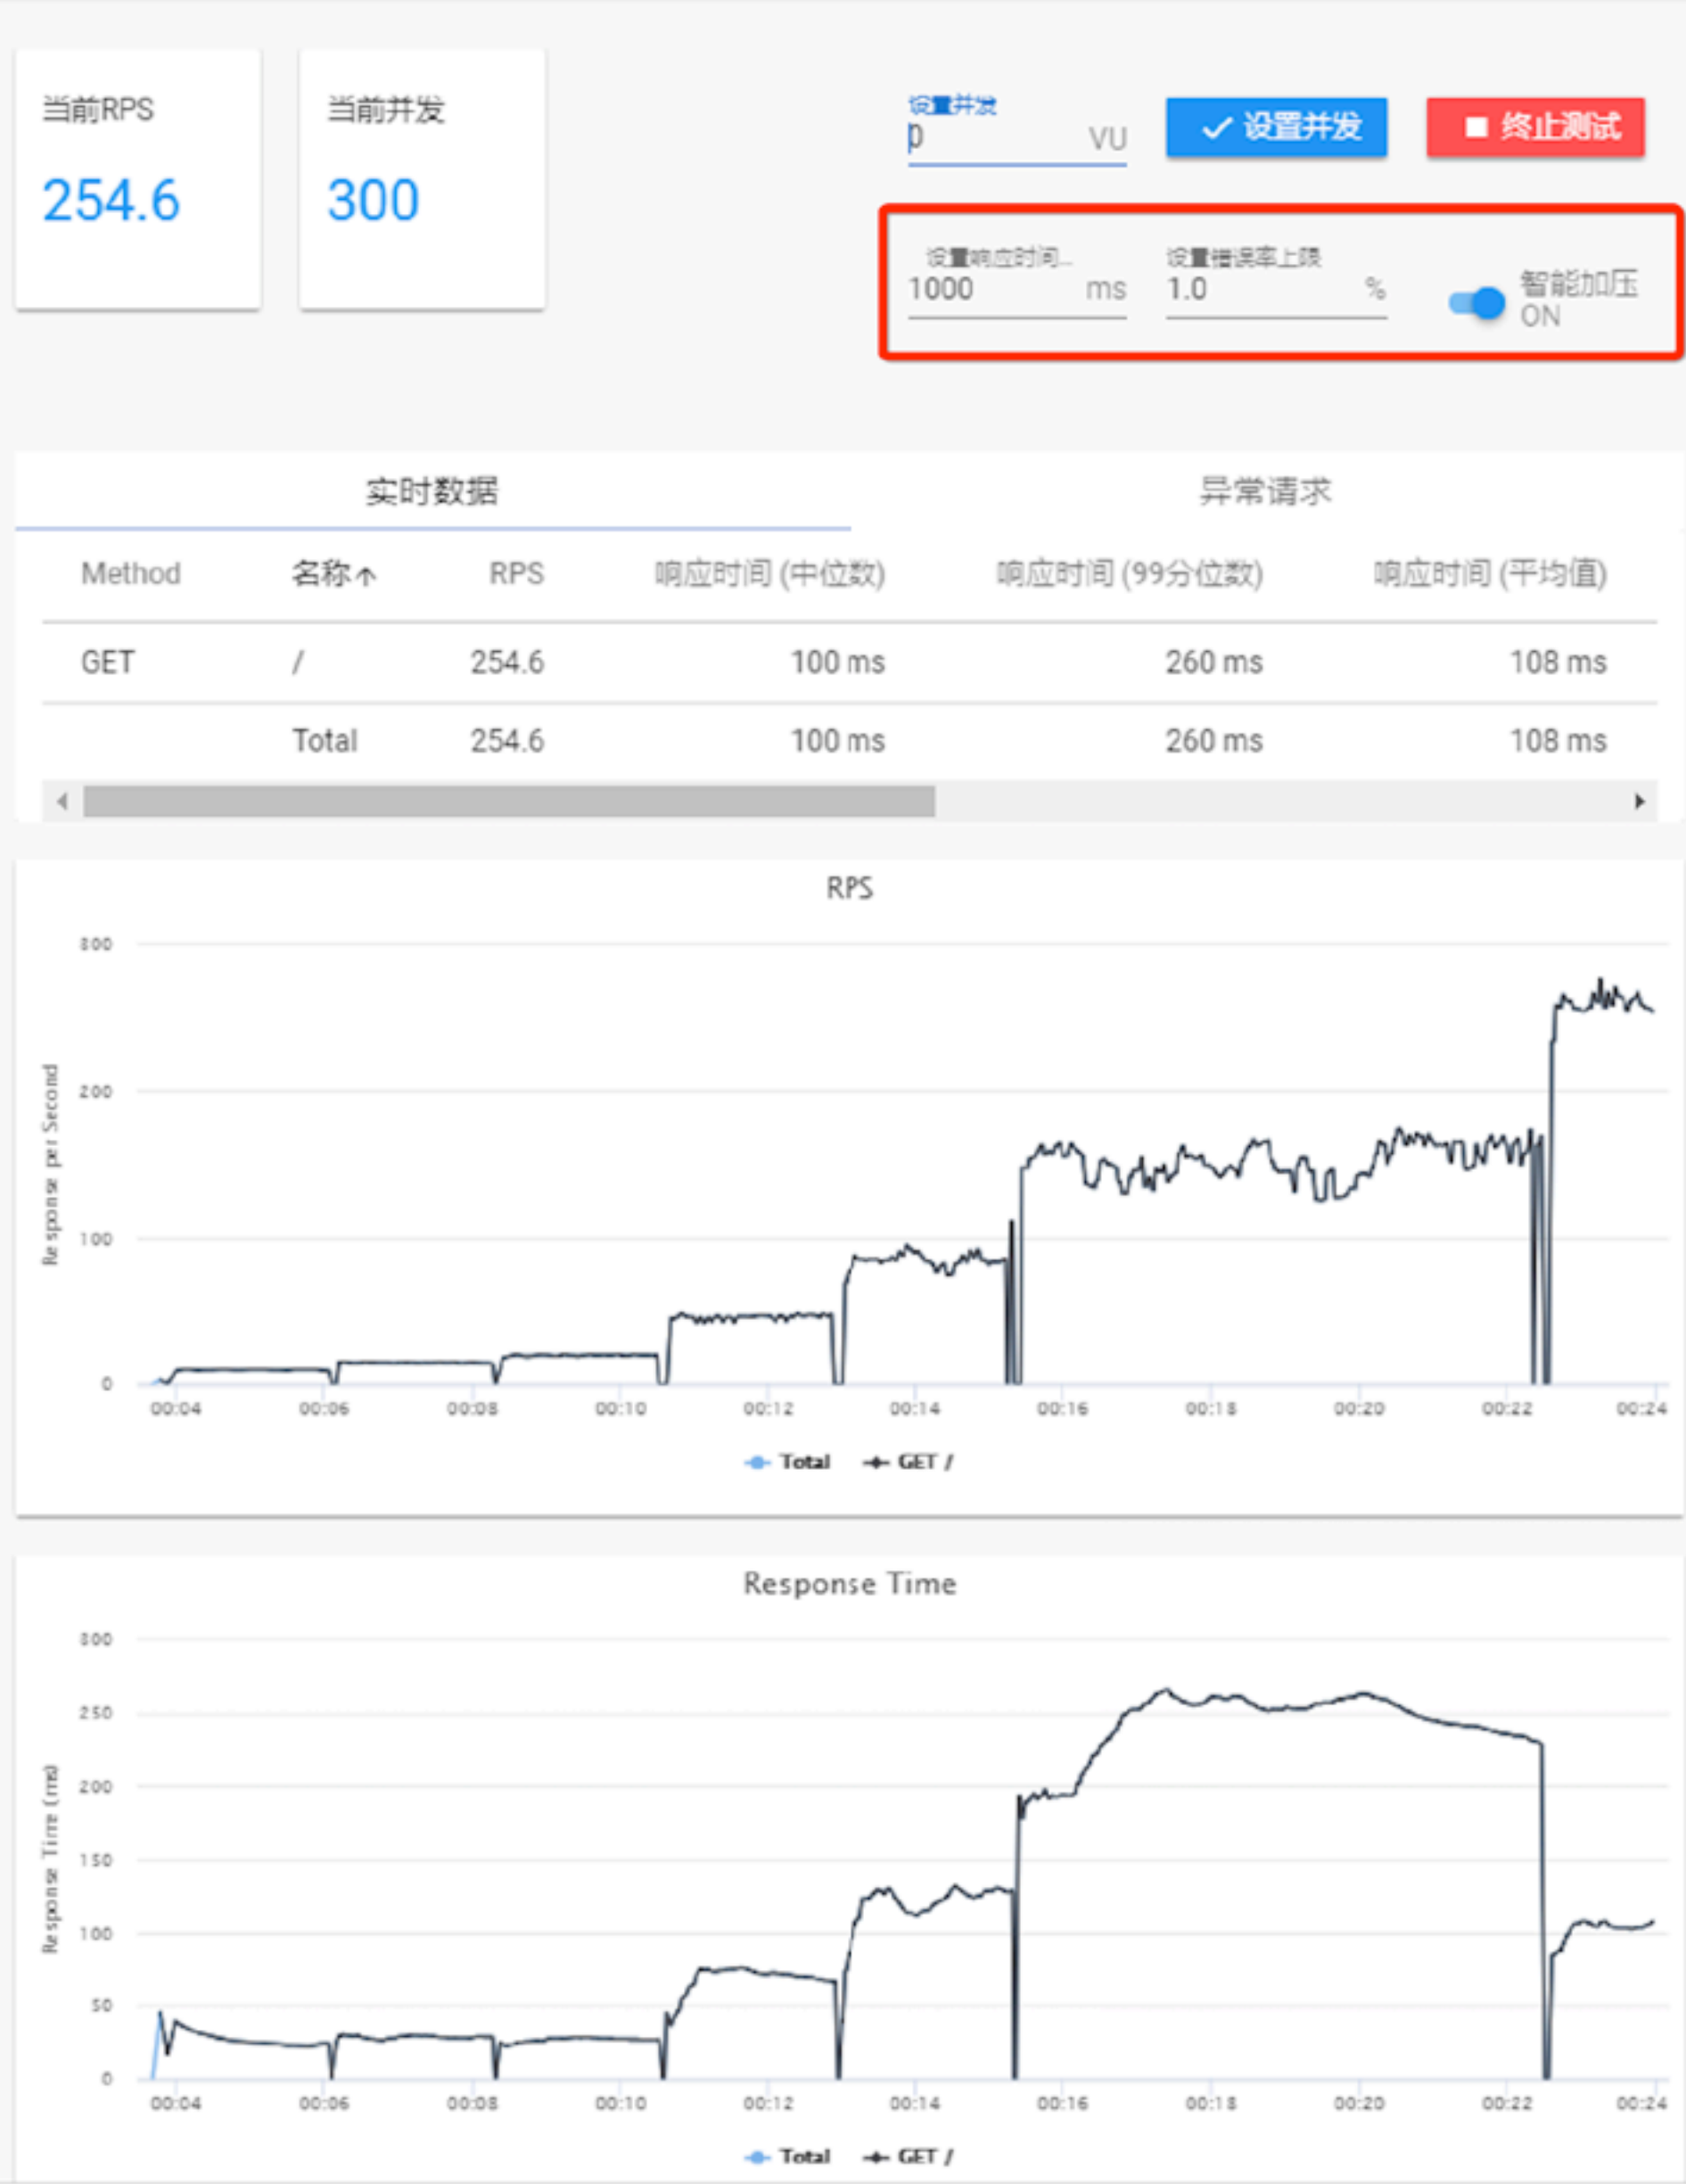 当前RPS
254.6
当前并发
300
设置并发
0 VU
设置并发
终止测试
设置响应时间...
1000 ms
设置错误率上限
1.0 %
智能加压
ON
实时数据 异常请求
Method 名称↑ RPS 响应时间 (中位数) 响应时间 (99分位数) 响应时间 (平均值)
GET / 254.6 100 ms 260 ms 108 ms
Total 254.6 100 ms 260 ms 108 ms
RPS
Response per Second
300
200
100
0
00:04 00:06 00:08 00:10 00:12 00:14 00:16 00:18 00:20 00:22 00:24
Total GET /
Response Time
Response Time (ms)
300
250
200
150
100
50
0
00:04 00:06 00:08 00:10 00:12 00:14 00:16 00:18 00:20 00:22 00:24
Total GET /